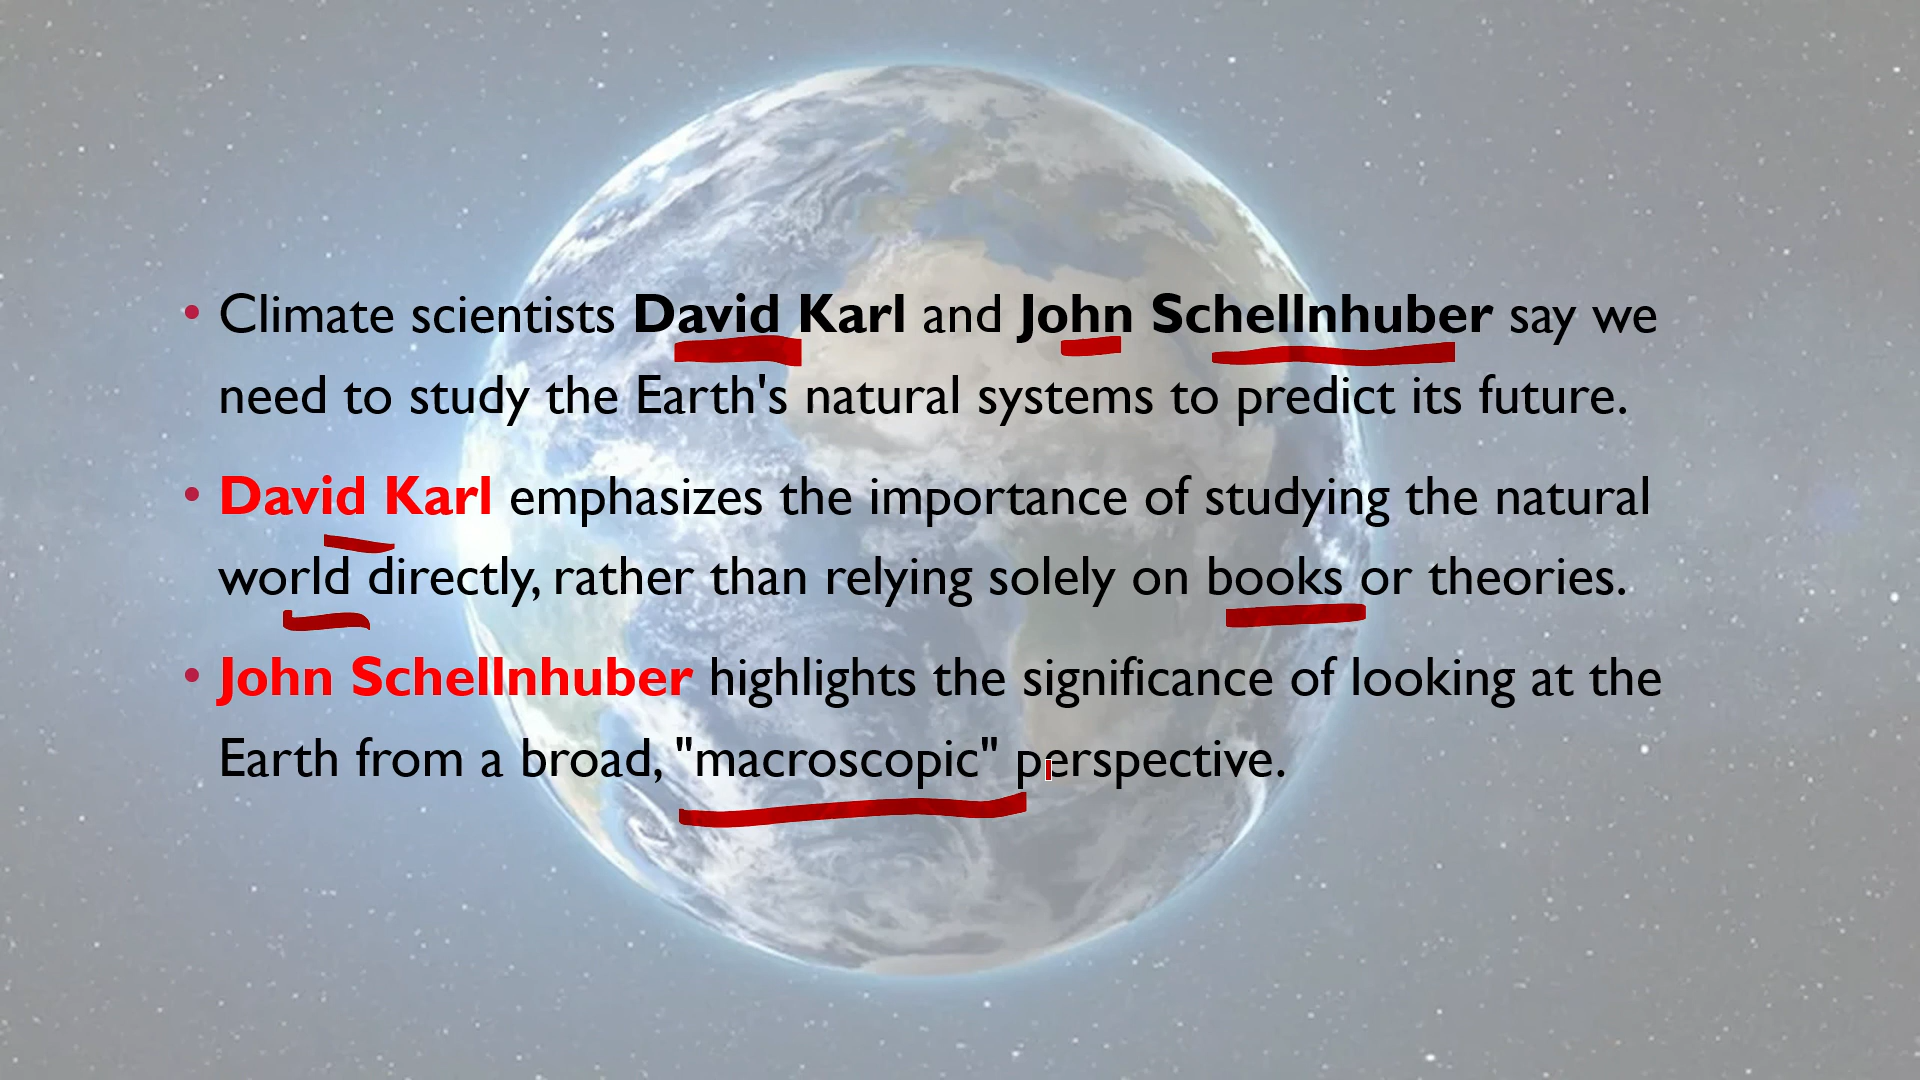 • Climate scientists David Karl and John Schellnhuber say we
need to study the Earth's natural systems to predict its future.
• David Karl emphasizes the importance of studying the natural
world directly, rather than relying solely on books or theories.
• John Schellnhuber highlights the significance of looking at the
Earth from a broad, "macroscopic" perspective.